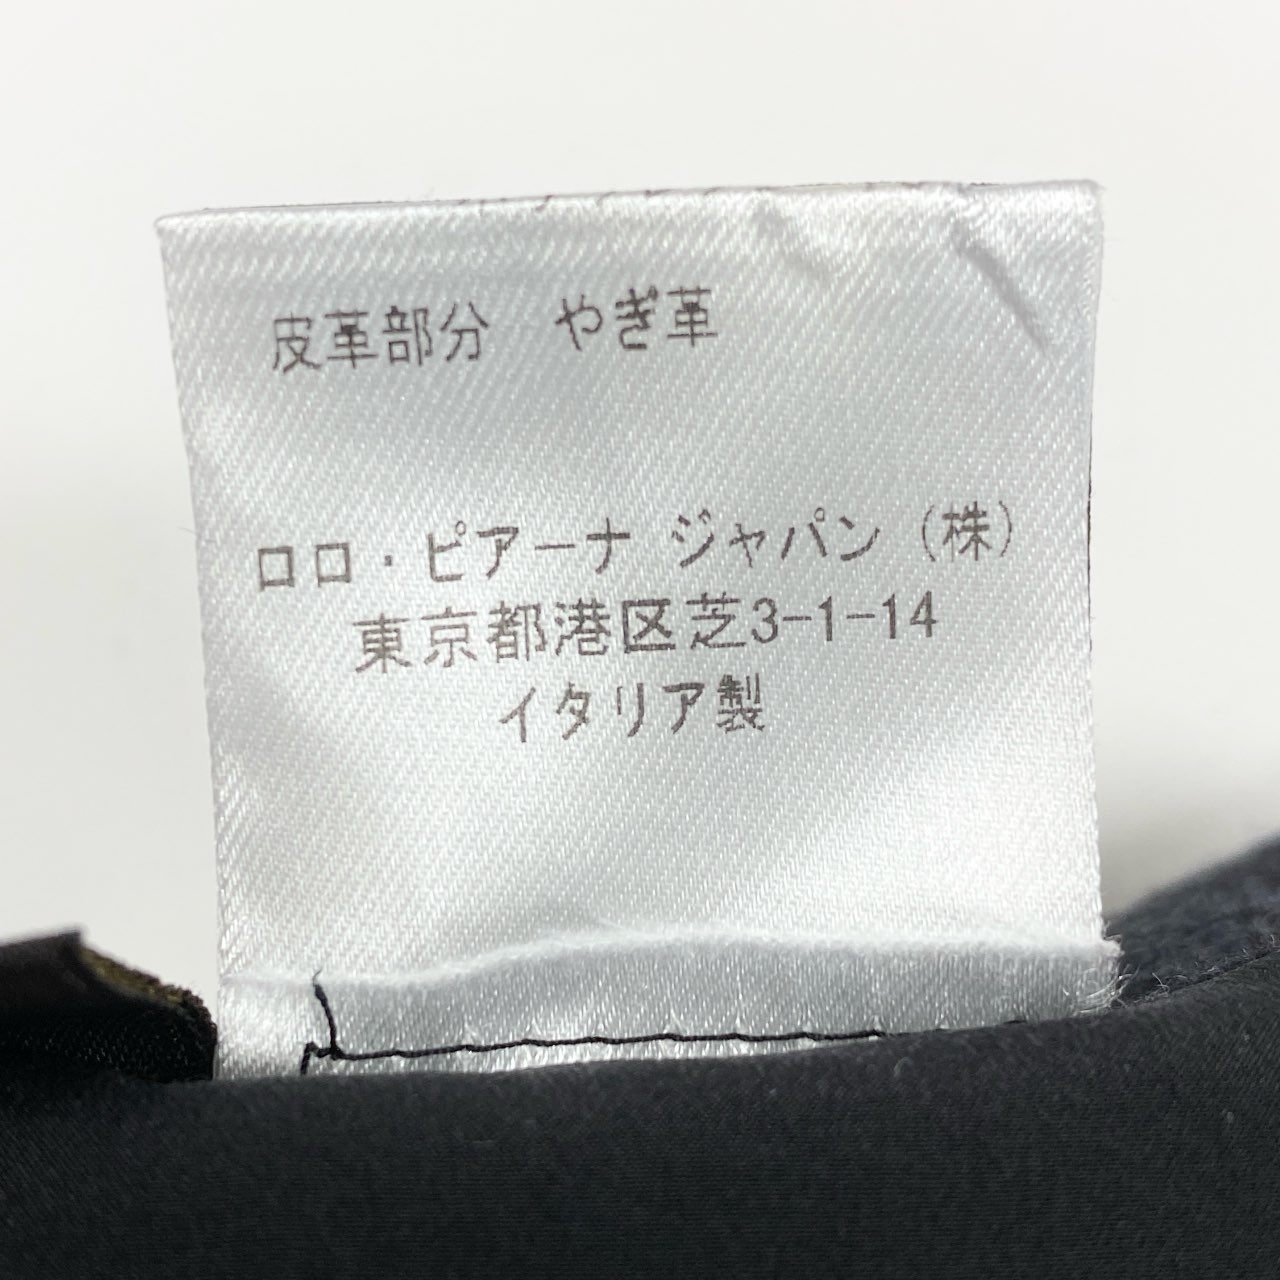 皮革部分　やぎ革
ロロ・ピアーナ ジャパン（株）
東京都港区芝3-1-14
イタリア製